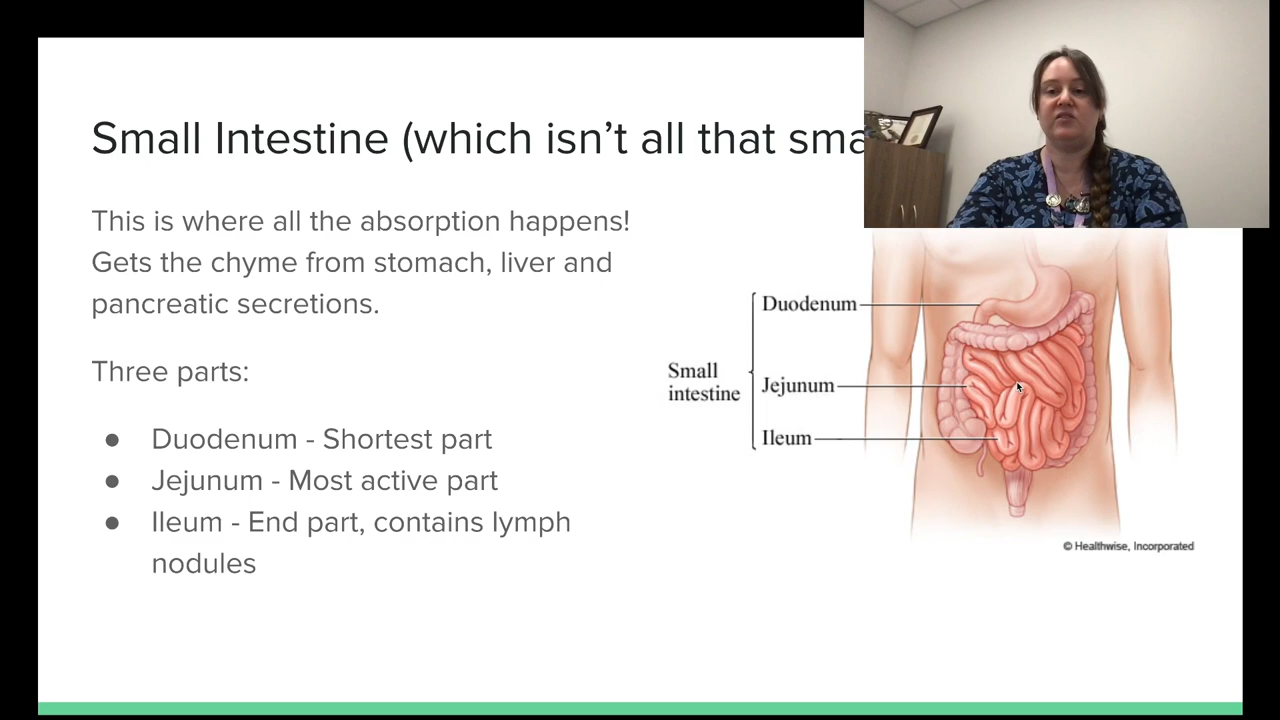 Small Intestine (which isn’t all that sma
This is where all the absorption happens!
Gets the chyme from stomach, liver and
pancreatic secretions.
Three parts:
● Duodenum - Shortest part
● Jejunum - Most active part
● Ileum - End part, contains lymph
nodules
Duodenum
Small
intestine
Jejunum
Ileum
© Healthwise, Incorporated